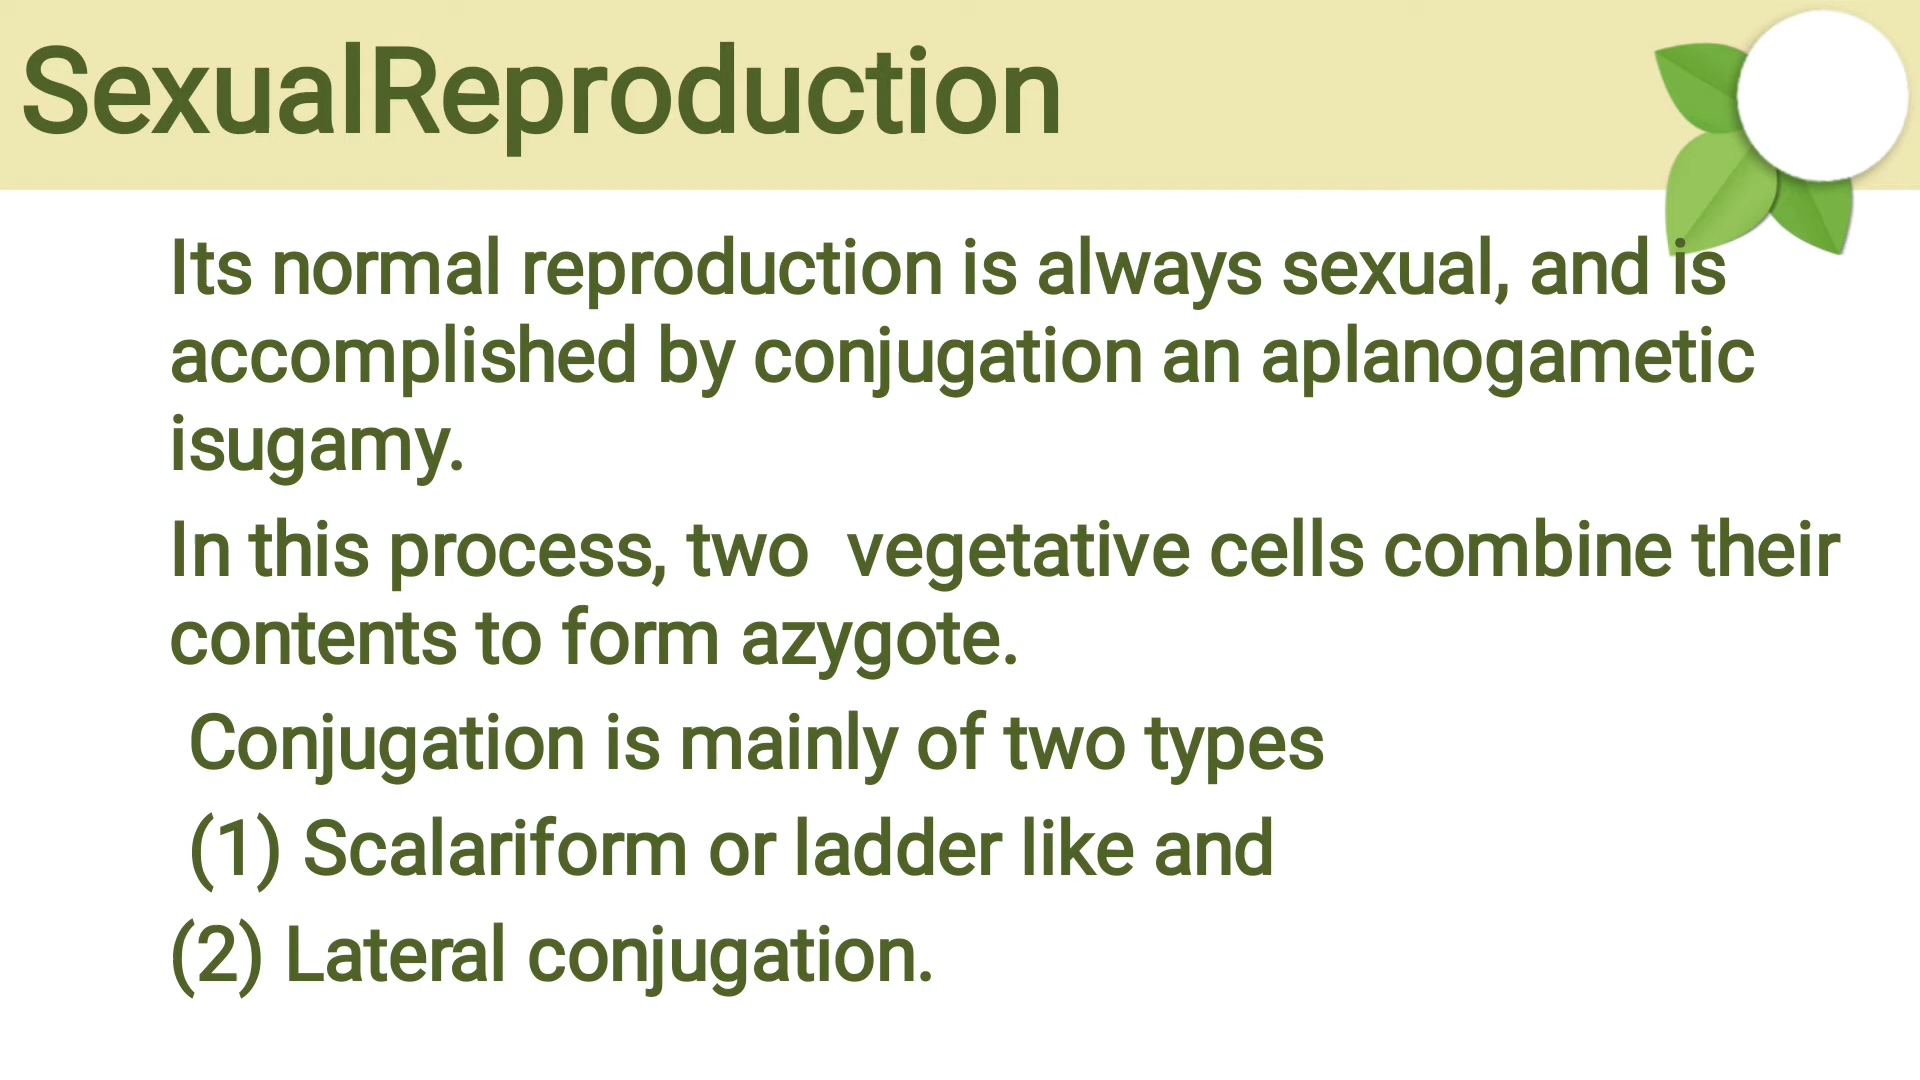 SexualReproduction
Its normal reproduction is always sexual, and is
accomplished by conjugation an aplanogametic
isugamy.
In this process, two  vegetative cells combine their
contents to form azygote.
Conjugation is mainly of two types
(1) Scalariform or ladder like and
(2) Lateral conjugation.